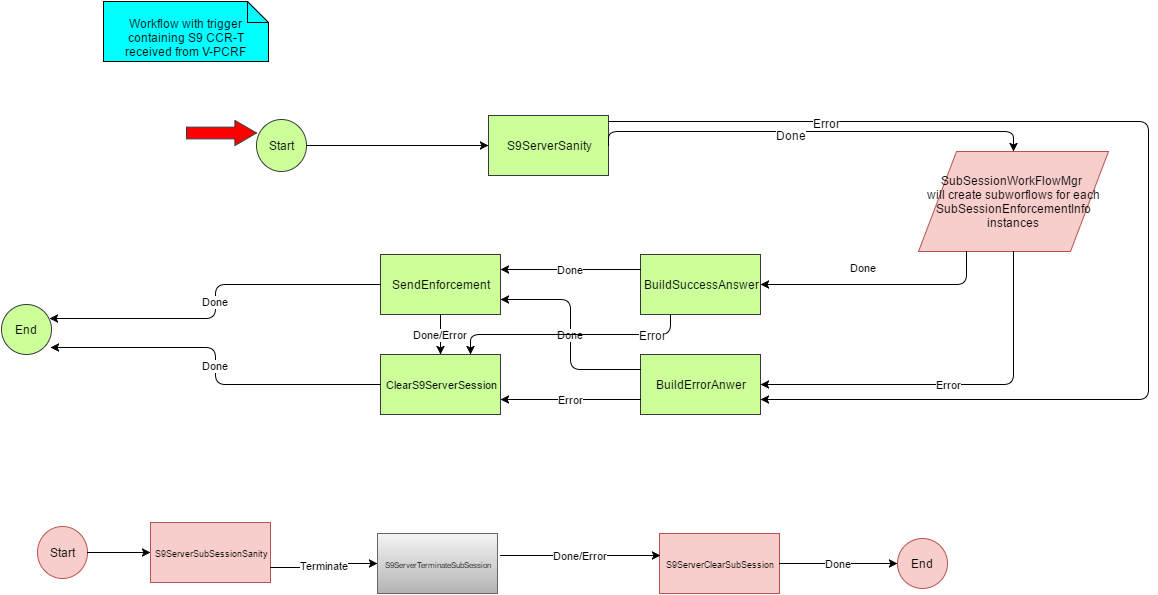 Workflow with trigger
containing S9 CCR-T
received from V-PCRF
Start
S9ServerSanity
Error
Done
SubSessionWorkFlowMgr
will create subworflows for each
SubSessionEnforcementInfo
instances
SendEnforcement
Done
BuildSuccessAnswer
Done
Done
End
Done/Error
Done
Error
Done
ClearS9ServerSession
Error
BuildErrorAnwer
Error
Start
S9ServerSubSessionSanity
Terminate
S9ServerTerminateSubSession
Done/Error
S9ServerClearSubSession
Done
End